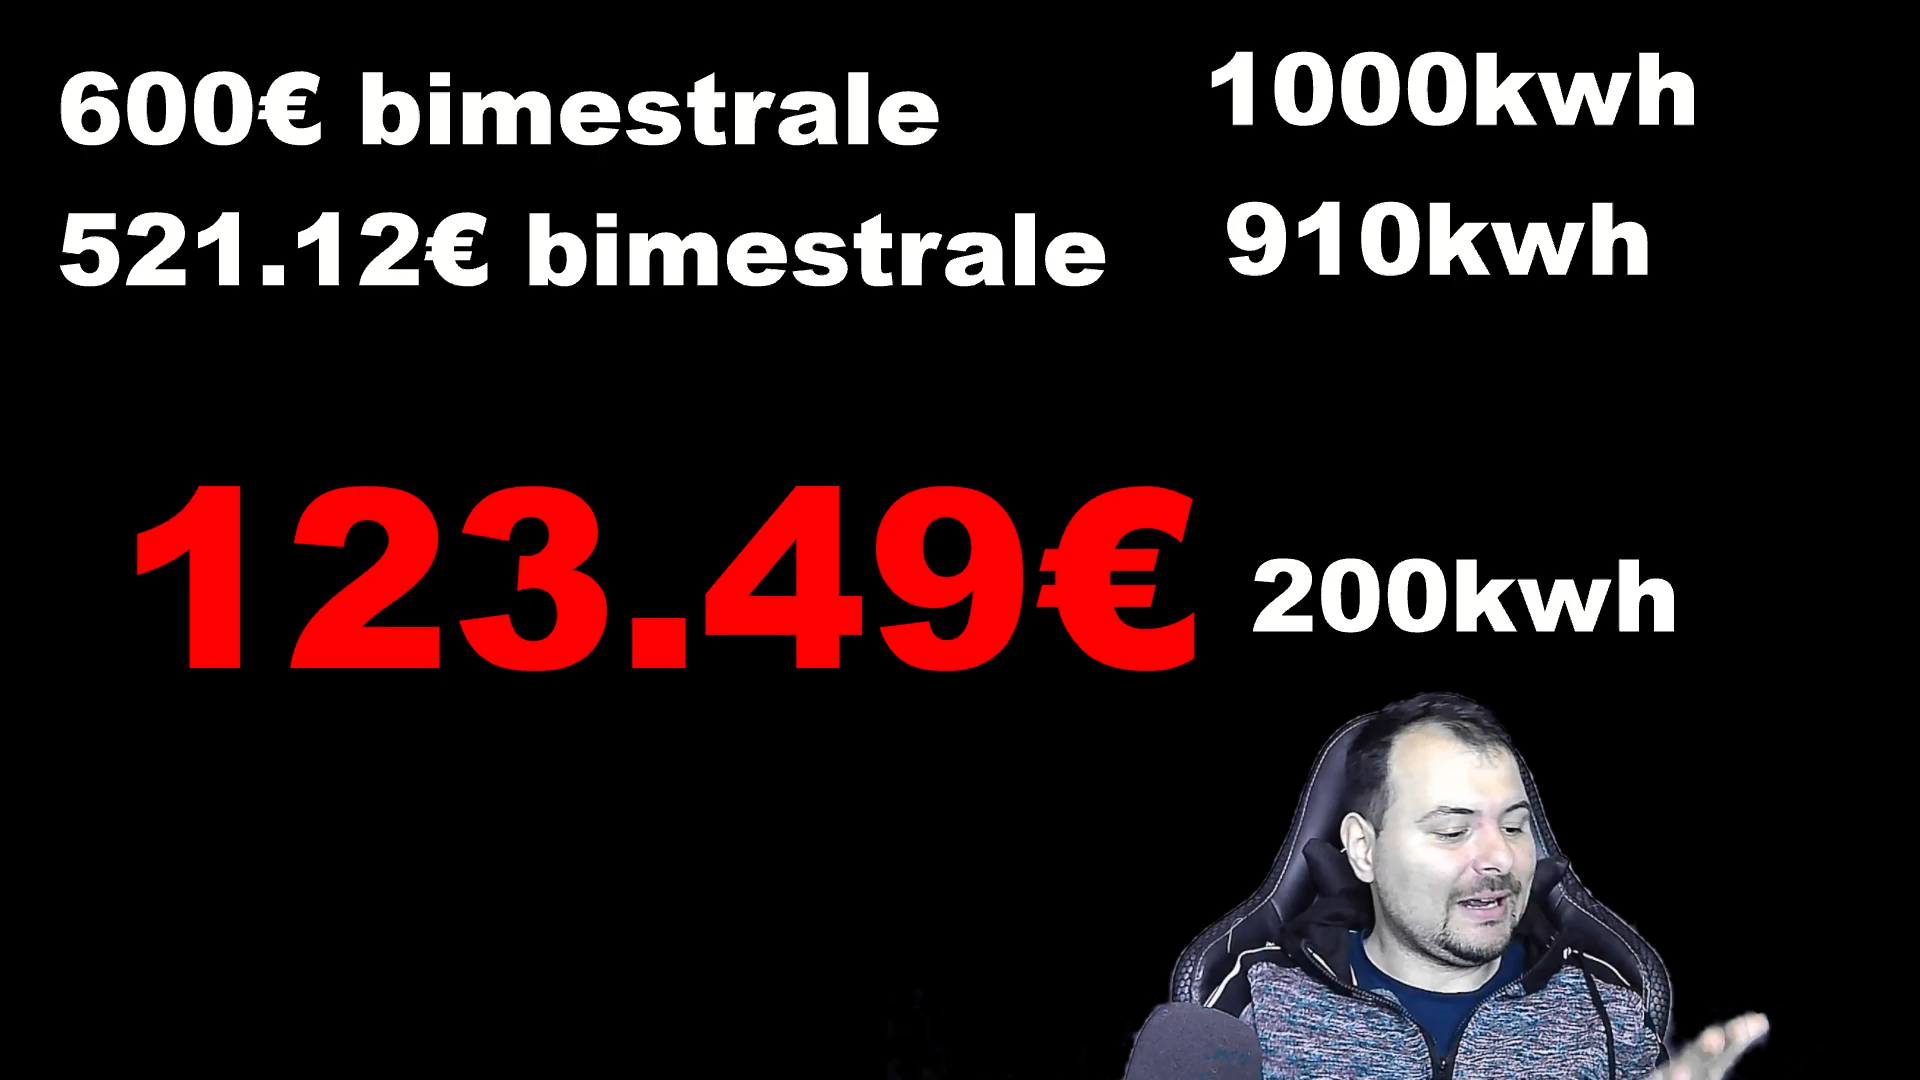 600€ bimestrale
1000kwh
521.12€ bimestrale
910kwh
123.49€
200kwh